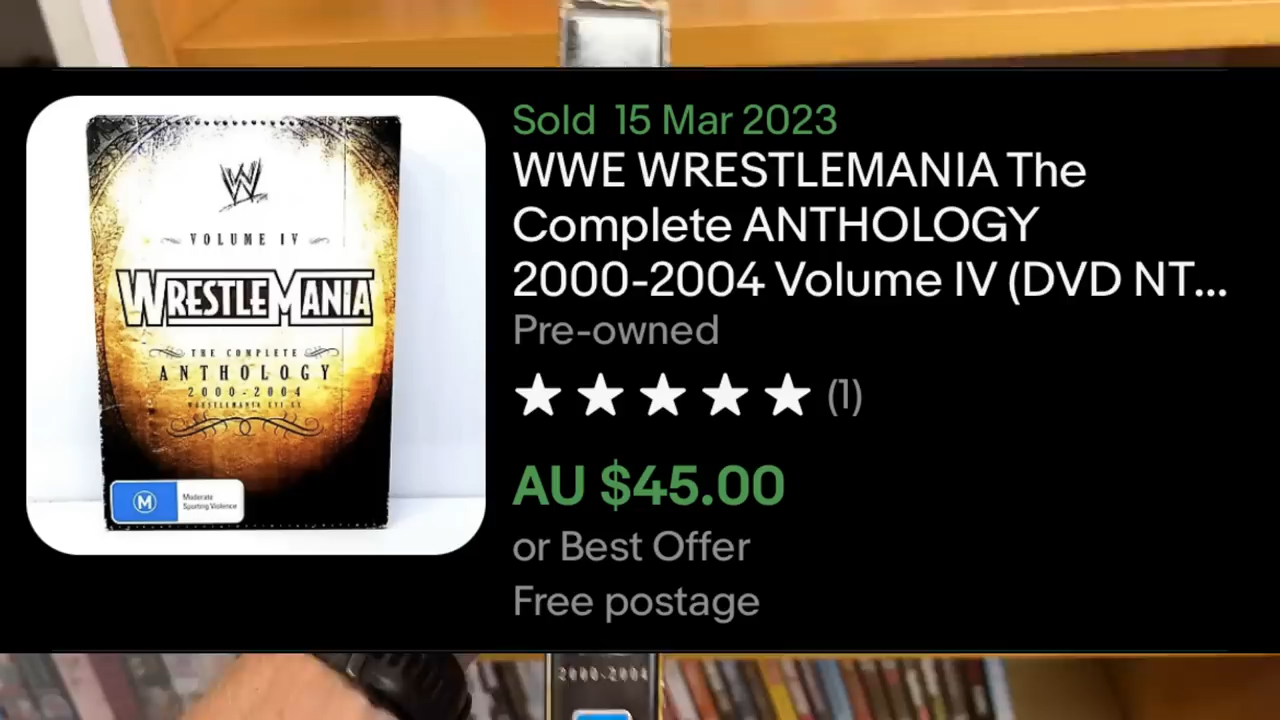 Sold 15 Mar 2023
WWE WRESTLEMANIA The
Complete ANTHOLOGY
2000-2004 Volume IV (DVD NT...
Pre-owned
(1)
AU $45.00
or Best Offer
Free postage
W
VOLUME IV
WRESTLEMANIA
THE COMPLETE
ANTHOLOGY
2000-2004
M
Moderate
Sporting Violence
2000-2004